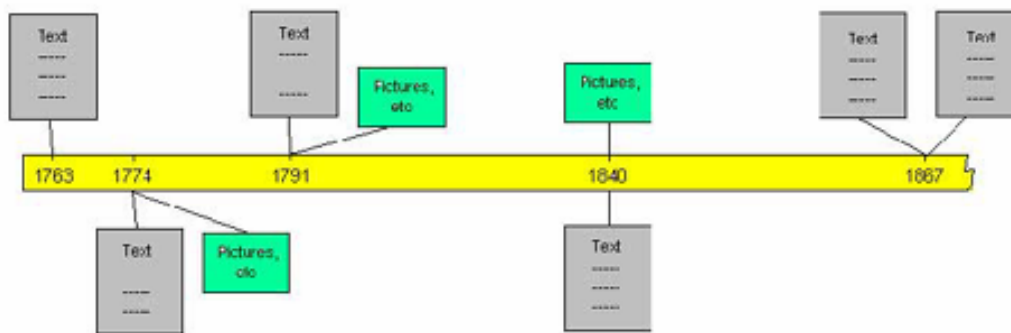 Text
----
----
----
Text
-----
-----
Pictures,
etc
Pictures,
etc
Text
----
----
----
Text
----
----
----
1763 1774 1791 1840 1867
Text
----
----
Pictures,
etc
Text
-----
-----
-----